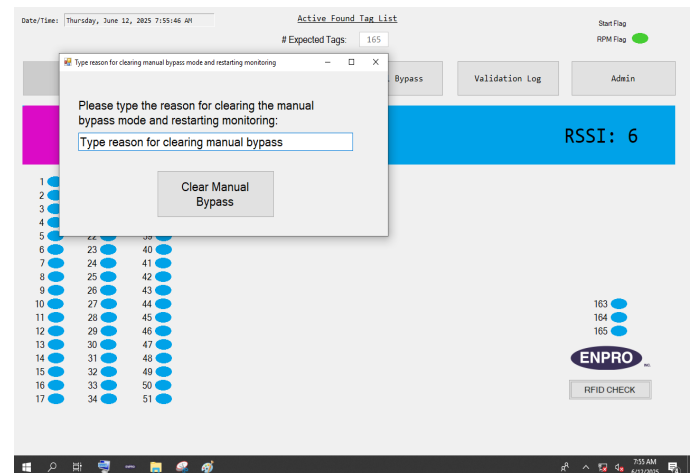 Date/Time: Thursday, June 12, 2025 7:55:46 AM
Active Found Tag List
# Expected Tags: 165
Start Flag
RPM Flag
Type reason for clearing manual bypass mode and restarting monitoring
Bypass
Validation Log
Admin
Please type the reason for clearing the manual
bypass mode and restarting monitoring:
Type reason for clearing manual bypass
Clear Manual
Bypass
RSSI: 6
1
2
3
4
5 22 39
6 23 40
7 24 41
8 25 42
9 26 43
10 27 44
11 28 45
12 29 46
13 30 47
14 31 48
15 32 49
16 33 50
17 34 51
163
164
165
ENPRO INC.
RFID CHECK
7:55 AM
6/12/2025